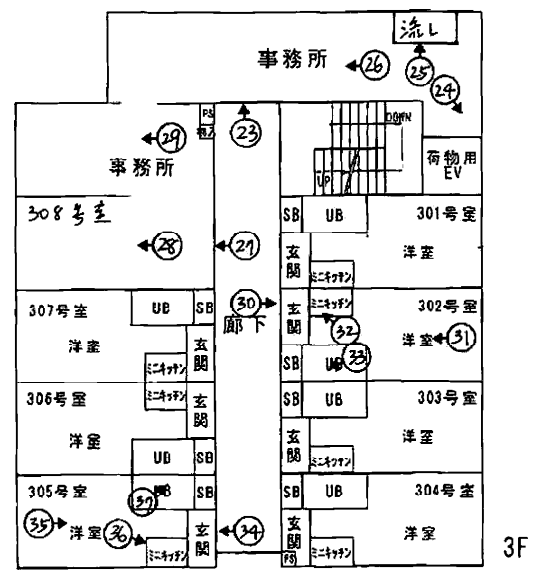 流し
事務所
㉖
㉕
㉔
PS
物入
㉓
DOWN
㉙
事務所
荷物用
EV
UP
308号室
SB
UB
301号室
㉘
㉗
玄関
洋室
ミニキッチン
307号室
UB
SB
㉚
廊下
玄関
ミニキッチン
302号室
洋室
玄関
ミニキッチン
㉜
洋室
㉛
㉝
SB
UB
306号室
ミニキッチン
玄関
SB
UB
303号室
洋室
玄関
洋室
UB
SB
ミニキッチン
305号室
UB
SB
SB
UB
304号室
㊲
㉟
洋室
㊱
玄関
㉞
玄関
洋室
ミニキッチン
PS
ミニキッチン
3F